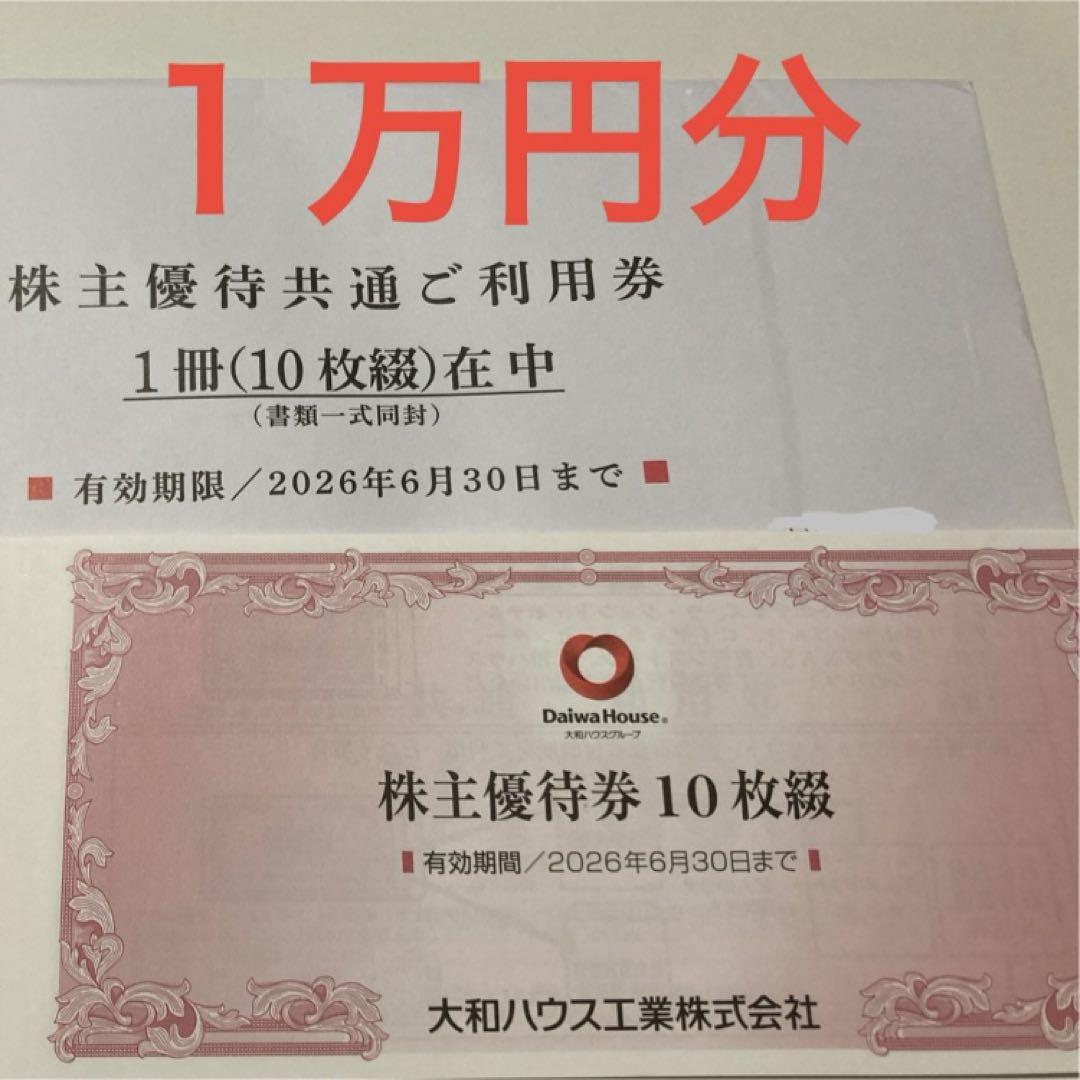 1万円分
株主優待共通ご利用券
1冊(10枚綴)在中
(書類一式同封)
■ 有効期限／2026年6月30日まで ■
Daiwa House®
大和ハウスグループ
株主優待券10枚綴
有効期間／2026年6月30日まで
大和ハウス工業株式会社